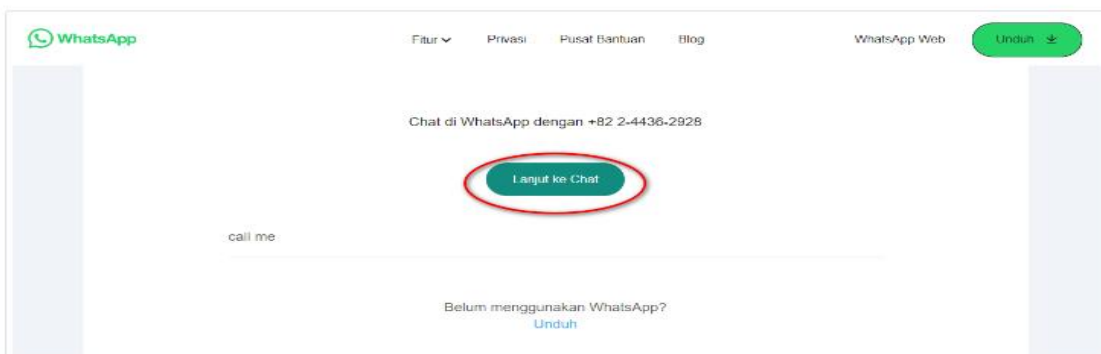 WhatsApp Fitur Privasi Pusat Bantuan Blog WhatsApp Web Unduh
Chat di WhatsApp dengan +82 2-4436-2928
Lanjut ke Chat
call me
Belum menggunakan WhatsApp?
Unduh